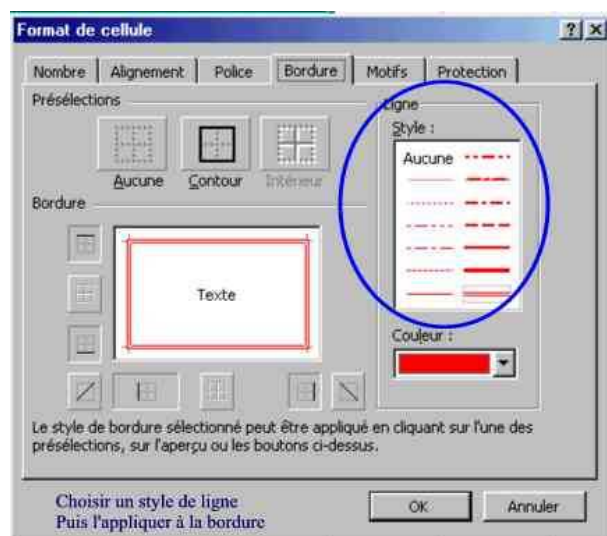 Format de cellule
Nombre Alignement Police Bordure Motifs Protection
Présélections
Aucune Contour Intérieur
Bordure
Texte
Ligne
Style :
Aucune
Couleur :
Le style de bordure sélectionné peut être appliqué en cliquant sur l'une des
présélections, sur l'aperçu ou les boutons ci-dessus.
Choisir un style de ligne
Puis l'appliquer à la bordure
OK Annuler